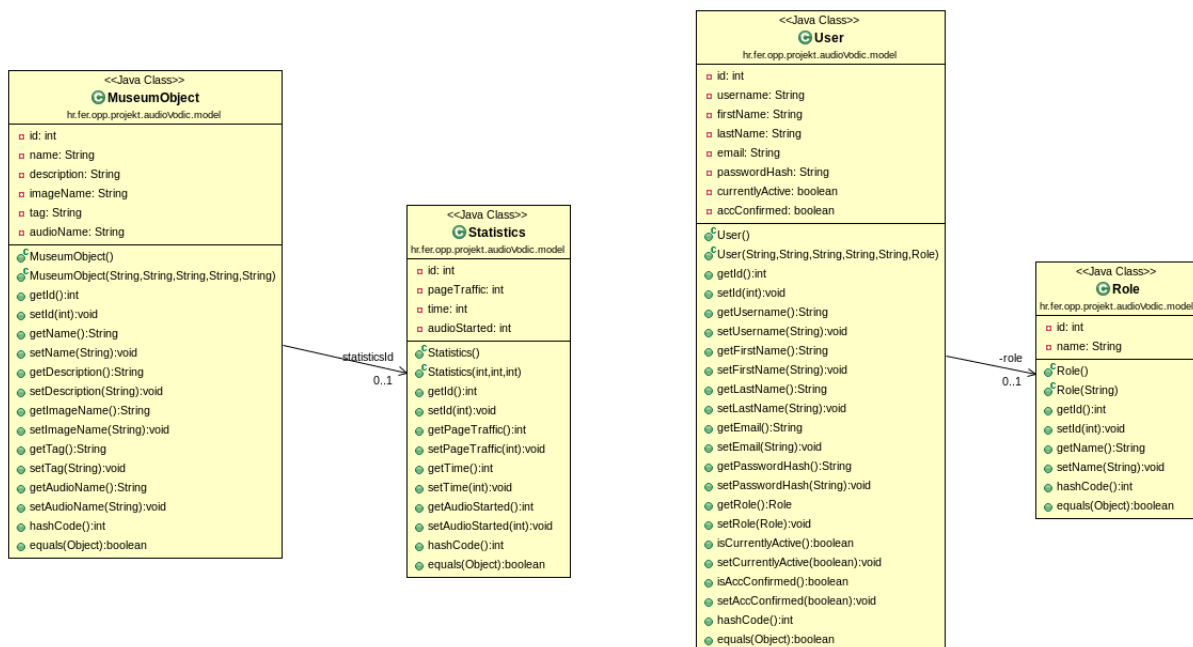 <<Java Class>>
MuseumObject
hr.fer.opp.projekt.audioVodic.model
id: int
name: String
description: String
imageName: String
tag: String
audioName: String
MuseumObject()
MuseumObject(String,String,String,String,String)
getId():int
setId(int):void
getName():String
setName(String):void
getDescription():String
setDescription(String):void
getImageName():String
setImageName(String):void
getTag():String
setTag(String):void
getAudioName():String
setAudioName(String):void
hashCode():int
equals(Object):boolean
statisticsId
0..1
<<Java Class>>
Statistics
hr.fer.opp.projekt.audioVodic.model
id: int
pageTraffic: int
time: int
audioStarted: int
Statistics()
Statistics(int,int,int)
getId():int
setId(int):void
getPageTraffic():int
setPageTraffic(int):void
getTime():int
setTime(int):void
getAudioStarted():int
setAudioStarted(int):void
hashCode():int
equals(Object):boolean
<<Java Class>>
User
hr.fer.opp.projekt.audioVodic.model
id: int
username: String
firstName: String
lastName: String
email: String
passwordHash: String
currentlyActive: boolean
accConfirmed: boolean
User()
User(String,String,String,String,String,Role)
getId():int
setId(int):void
getUsername():String
setUsername(String):void
getFirstName():String
setFirstName(String):void
getLastName():String
setLastName(String):void
getEmail():String
setEmail(String):void
getPasswordHash():String
setPasswordHash(String):void
getRole():Role
setRole(Role):void
isCurrentlyActive():boolean
setCurrentlyActive(boolean):void
isAccConfirmed():boolean
setAccConfirmed(boolean):void
hashCode():int
equals(Object):boolean
-role
0..1
<<Java Class>>
Role
hr.fer.opp.projekt.audioVodic.model
id: int
name: String
Role()
Role(String)
getId():int
setId(int):void
getName():String
setName(String):void
hashCode():int
equals(Object):boolean